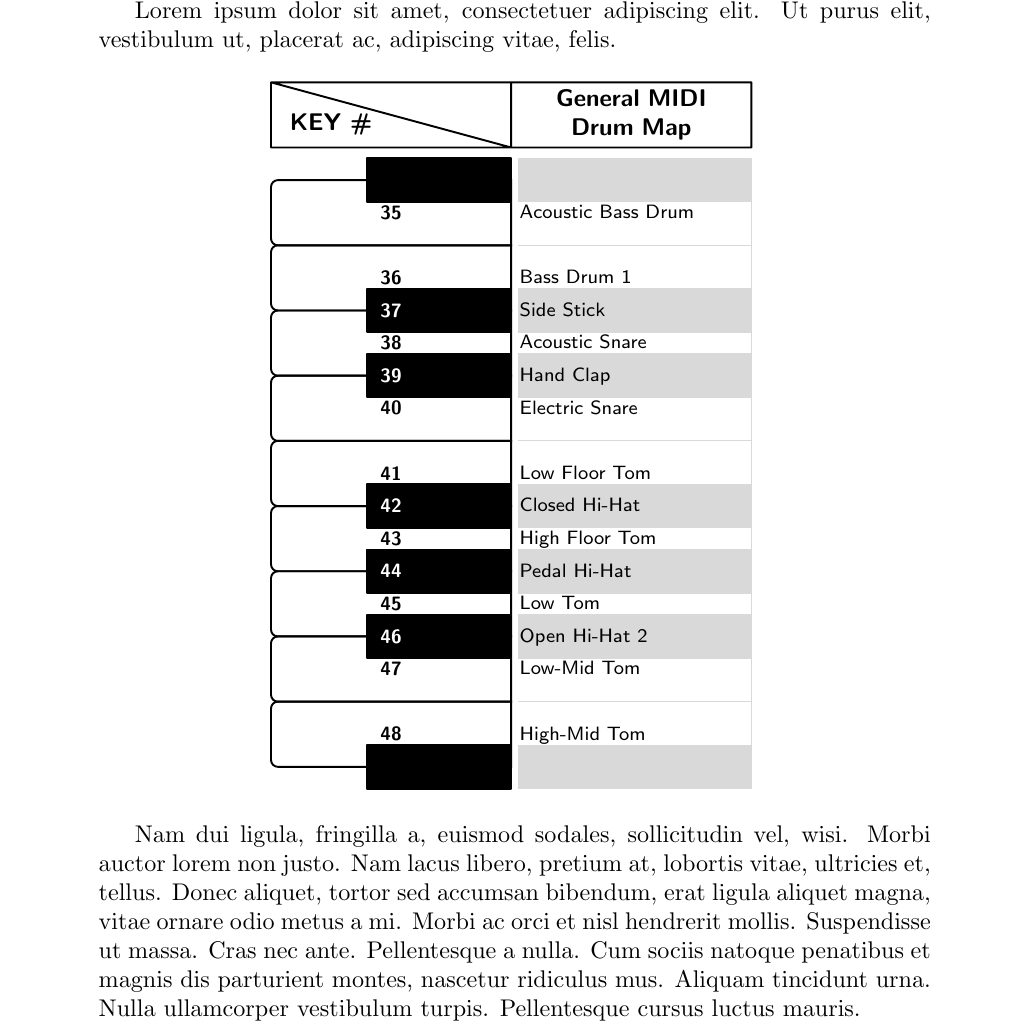 Lorem ipsum dolor sit amet, consectetuer adipiscing elit. Ut purus elit,
vestibulum ut, placerat ac, adipiscing vitae, felis.
KEY #
General MIDI
Drum Map
35 Acoustic Bass Drum
36 Bass Drum 1
37 Side Stick
38 Acoustic Snare
39 Hand Clap
40 Electric Snare
41 Low Floor Tom
42 Closed Hi-Hat
43 High Floor Tom
44 Pedal Hi-Hat
45 Low Tom
46 Open Hi-Hat 2
47 Low-Mid Tom
48 High-Mid Tom
Nam dui ligula, fringilla a, euismod sodales, sollicitudin vel, wisi. Morbi
auctor lorem non justo. Nam lacus libero, pretium at, lobortis vitae, ultricies et,
tellus. Donec aliquet, tortor sed accumsan bibendum, erat ligula aliquet magna,
vitae ornare odio metus a mi. Morbi ac orci et nisl hendrerit mollis. Suspendisse
ut massa. Cras nec ante. Pellentesque a nulla. Cum sociis natoque penatibus et
magnis dis parturient montes, nascetur ridiculus mus. Aliquam tincidunt urna.
Nulla ullamcorper vestibulum turpis. Pellentesque cursus luctus mauris.